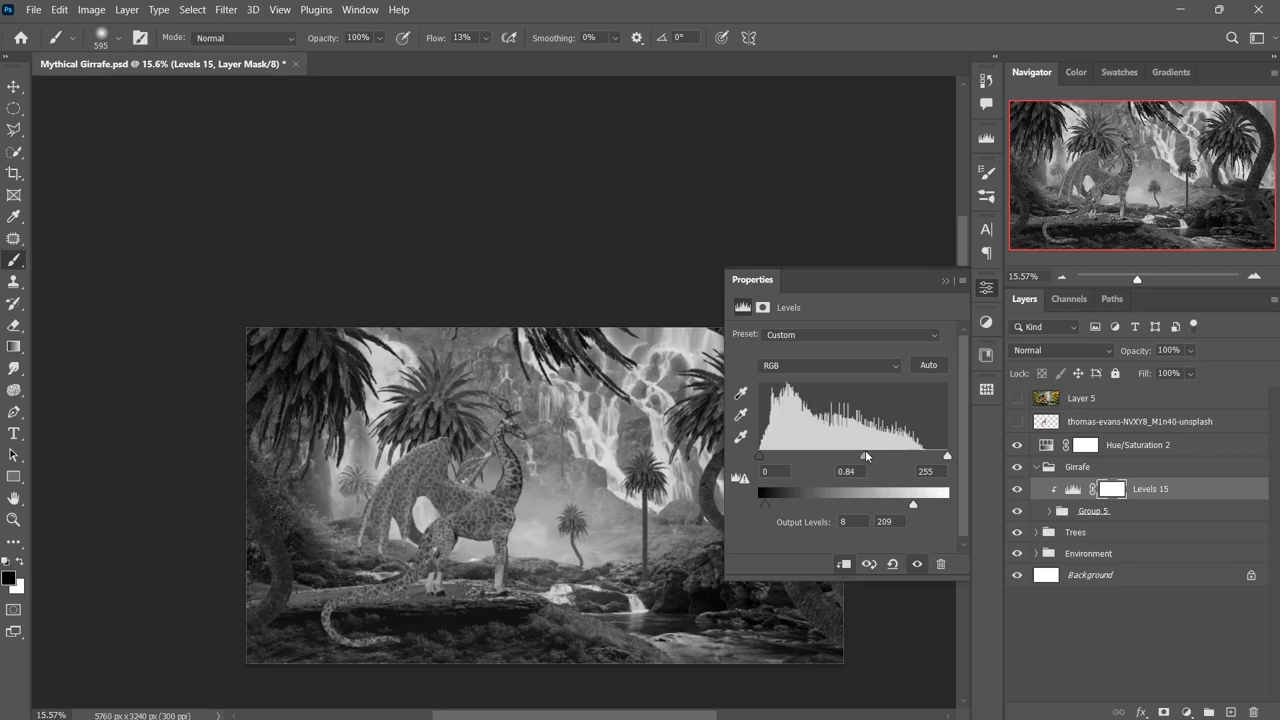 Ps File Edit Image Layer Type Select Filter 3D View Plugins Window Help
595 Mode: Normal Opacity: 100% Flow: 13% Smoothing: 0% 0°
Mythical Girrafe.psd @ 15.6% (Levels 15, Layer Mask/8) *
Navigator Color Swatches Gradients
15.57%
Properties
Levels
Preset: Custom
RGB Auto
0 0.84 255
Output Levels: 8 209
Layers Channels Paths
Kind
Normal Opacity: 100%
Lock: Fill: 100%
Layer 5
thomas-evans-NVXY8_M1n40-unsplash
Hue/Saturation 2
Girrafe
Levels 15
Group 5
Trees
Environment
Background
15.57% 5760 px x 3240 px (300 ppi)
fx